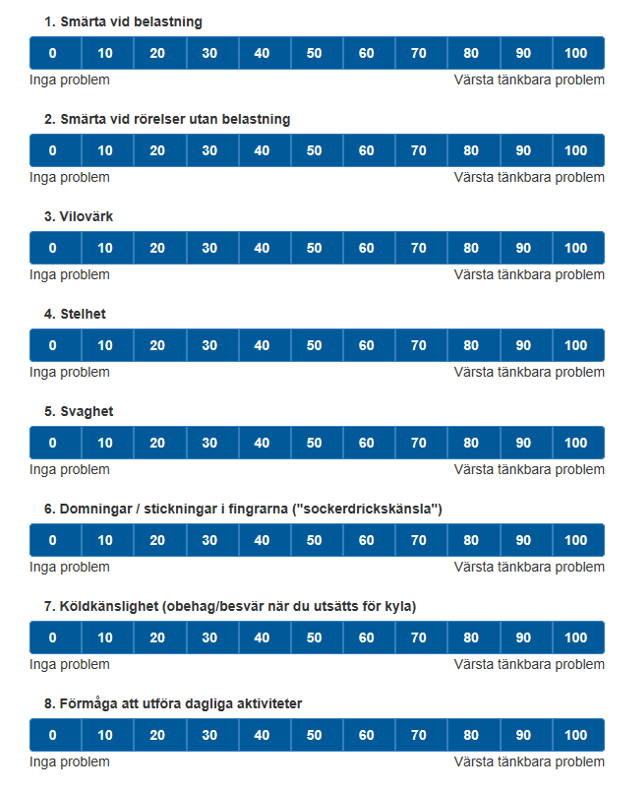 1. Smärta vid belastning
0 10 20 30 40 50 60 70 80 90 100
Inga problem Värsta tänkbara problem
2. Smärta vid rörelser utan belastning
0 10 20 30 40 50 60 70 80 90 100
Inga problem Värsta tänkbara problem
3. Vilovärk
0 10 20 30 40 50 60 70 80 90 100
Inga problem Värsta tänkbara problem
4. Stelhet
0 10 20 30 40 50 60 70 80 90 100
Inga problem Värsta tänkbara problem
5. Svaghet
0 10 20 30 40 50 60 70 80 90 100
Inga problem Värsta tänkbara problem
6. Domningar / stickningar i fingrarna ("sockerdrickskänsla")
0 10 20 30 40 50 60 70 80 90 100
Inga problem Värsta tänkbara problem
7. Köldkänslighet (obehag/besvär när du utsätts för kyla)
0 10 20 30 40 50 60 70 80 90 100
Inga problem Värsta tänkbara problem
8. Förmåga att utföra dagliga aktiviteter
0 10 20 30 40 50 60 70 80 90 100
Inga problem Värsta tänkbara problem